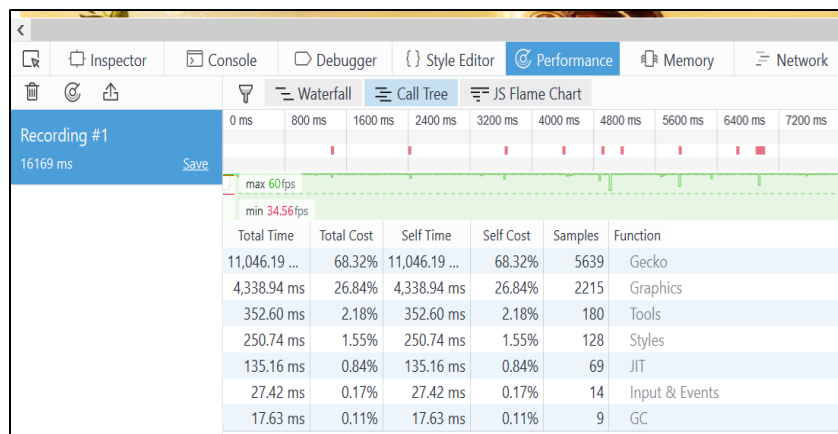 Inspector Console Debugger {} Style Editor Performance Memory Network
Waterfall Call Tree JS Flame Chart
Recording #1
16169 ms Save
0 ms 800 ms 1600 ms 2400 ms 3200 ms 4000 ms 4800 ms 5600 ms 6400 ms 7200 ms
max 60fps
min 34.56fps
Total Time Total Cost Self Time Self Cost Samples Function
11,046.19 ... 68.32% 11,046.19 ... 68.32% 5639 Gecko
4,338.94 ms 26.84% 4,338.94 ms 26.84% 2215 Graphics
352.60 ms 2.18% 352.60 ms 2.18% 180 Tools
250.74 ms 1.55% 250.74 ms 1.55% 128 Styles
135.16 ms 0.84% 135.16 ms 0.84% 69 JIT
27.42 ms 0.17% 27.42 ms 0.17% 14 Input & Events
17.63 ms 0.11% 17.63 ms 0.11% 9 GC